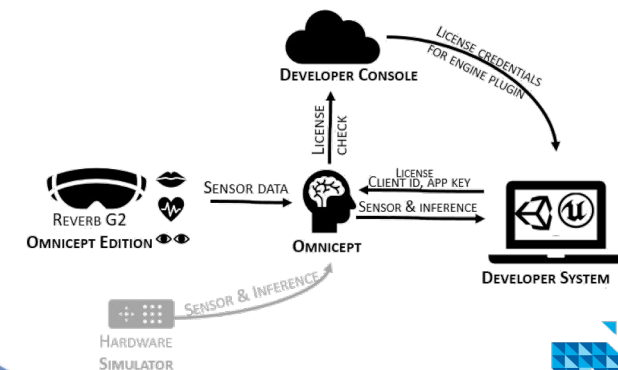 DEVELOPER CONSOLE
LICENSE CREDENTIALS
FOR ENGINE PLUGIN
LICENSE
CHECK
REVERB G2
OMNICEPT EDITION
SENSOR DATA
OMNICEPT
LICENSE
CLIENT ID, APP KEY
SENSOR & INFERENCE
DEVELOPER SYSTEM
SENSOR & INFERENCE
HARDWARE
SIMULATOR